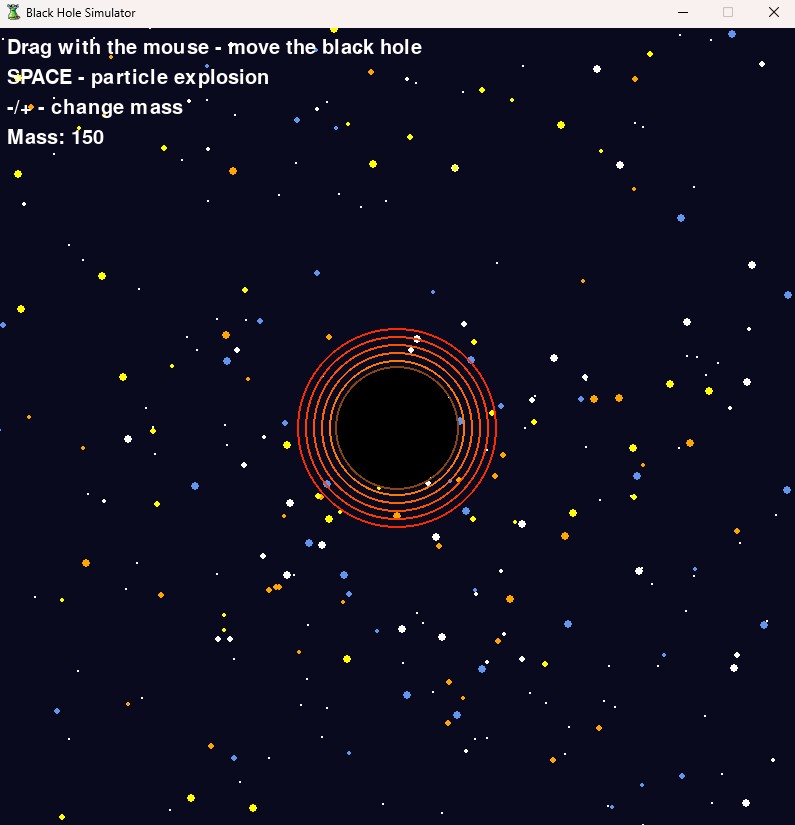 Black Hole Simulator
Drag with the mouse - move the black hole
SPACE - particle explosion
-/+ - change mass
Mass: 150